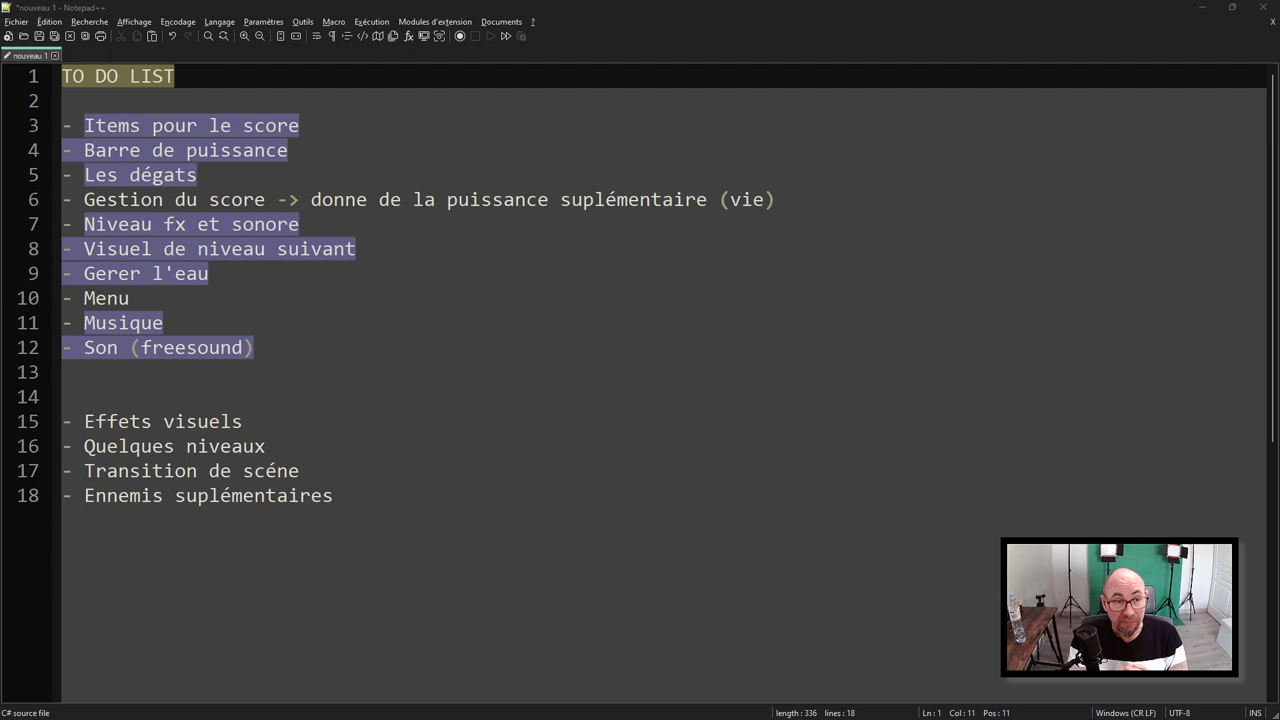 *nouveau 1 - Notepad++
Fichier Édition Recherche Affichage Encodage Langage Paramètres Outils Macro Exécution Modules d'extension Documents ? X
nouveau 1
1 TO DO LIST
2
3 - Items pour le score
4 - Barre de puissance
5 - Les dégats
6 - Gestion du score -> donne de la puissance suplémentaire (vie)
7 - Niveau fx et sonore
8 - Visuel de niveau suivant
9 - Gerer l'eau
10 - Menu
11 - Musique
12 - Son (freesound)
13
14
15 - Effets visuels
16 - Quelques niveaux
17 - Transition de scéne
18 - Ennemis suplémentaires
C# source file length : 336 lines : 18 Ln : 1 Col : 11 Pos : 11 Windows (CR LF) UTF-8 INS